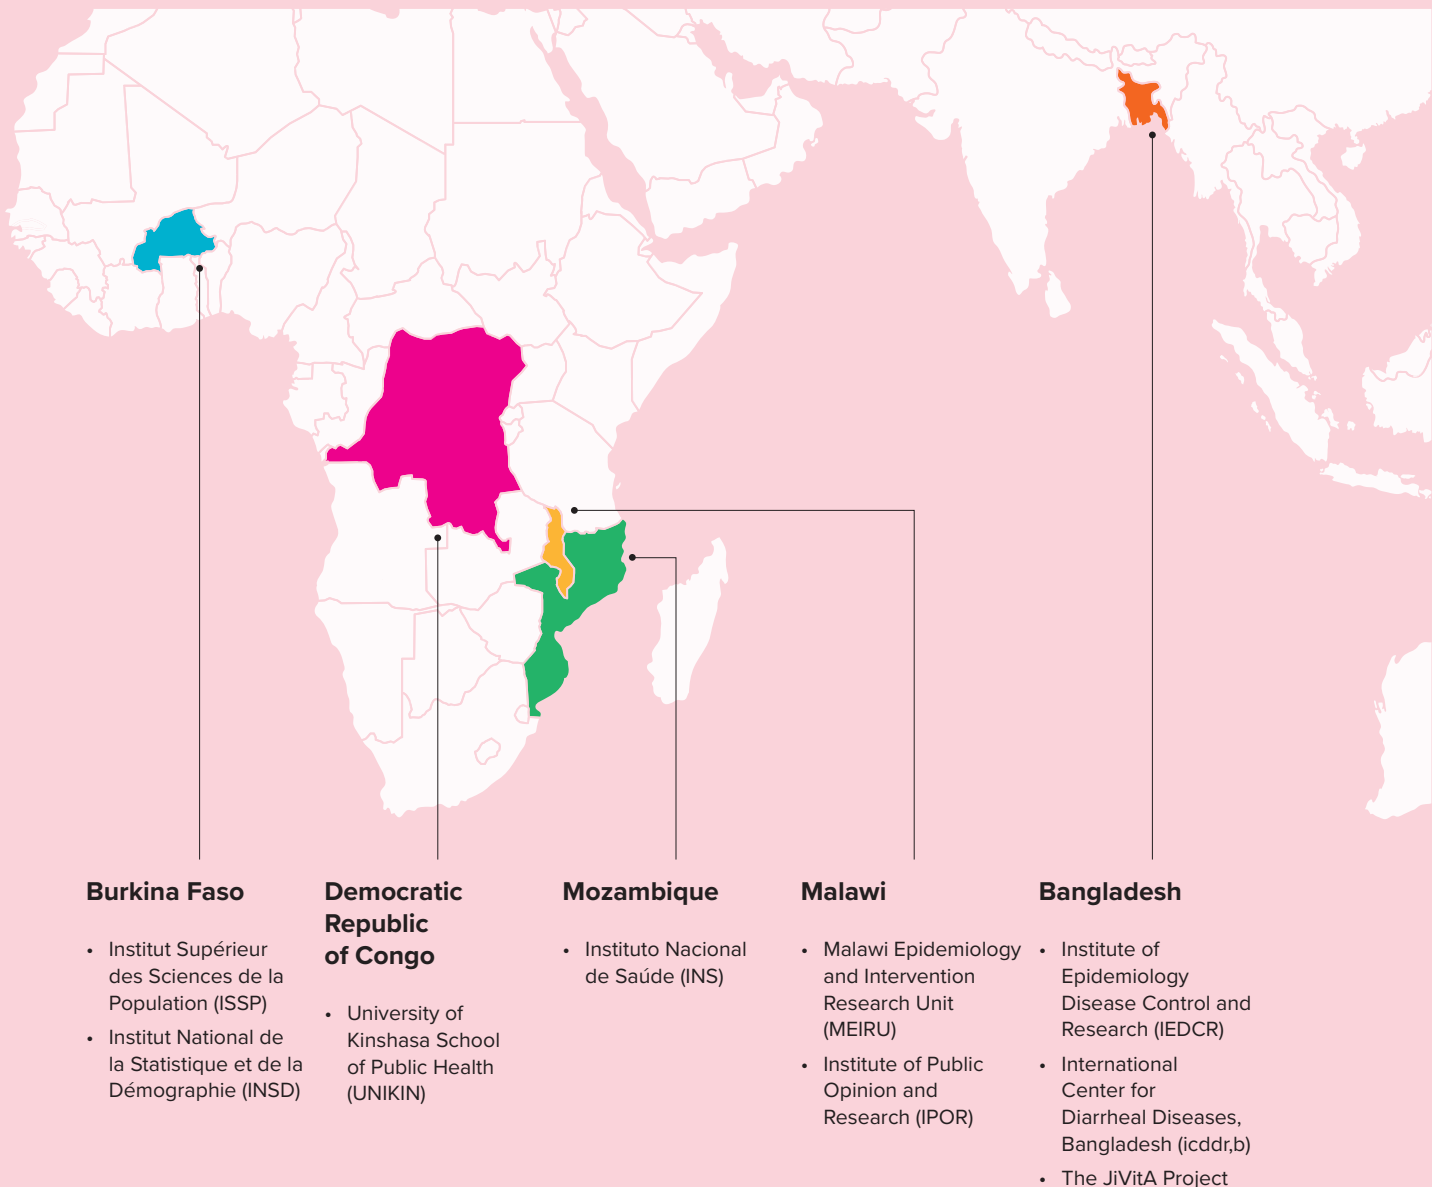 Burkina Faso
• Institut Supérieur
des Sciences de la
Population (ISSP)
• Institut National de
la Statistique et de la
Démographie (INSD)
Democratic
Republic
of Congo
• University of
Kinshasa School
of Public Health
(UNIKIN)
Mozambique
• Instituto Nacional
de Saúde (INS)
Malawi
• Malawi Epidemiology
and Intervention
Research Unit
(MEIRU)
• Institute of Public
Opinion and
Research (IPOR)
Bangladesh
• Institute of
Epidemiology
Disease Control and
Research (IEDCR)
• International
Center for
Diarrheal Diseases,
Bangladesh (icddr,b)
• The JiVitA Project